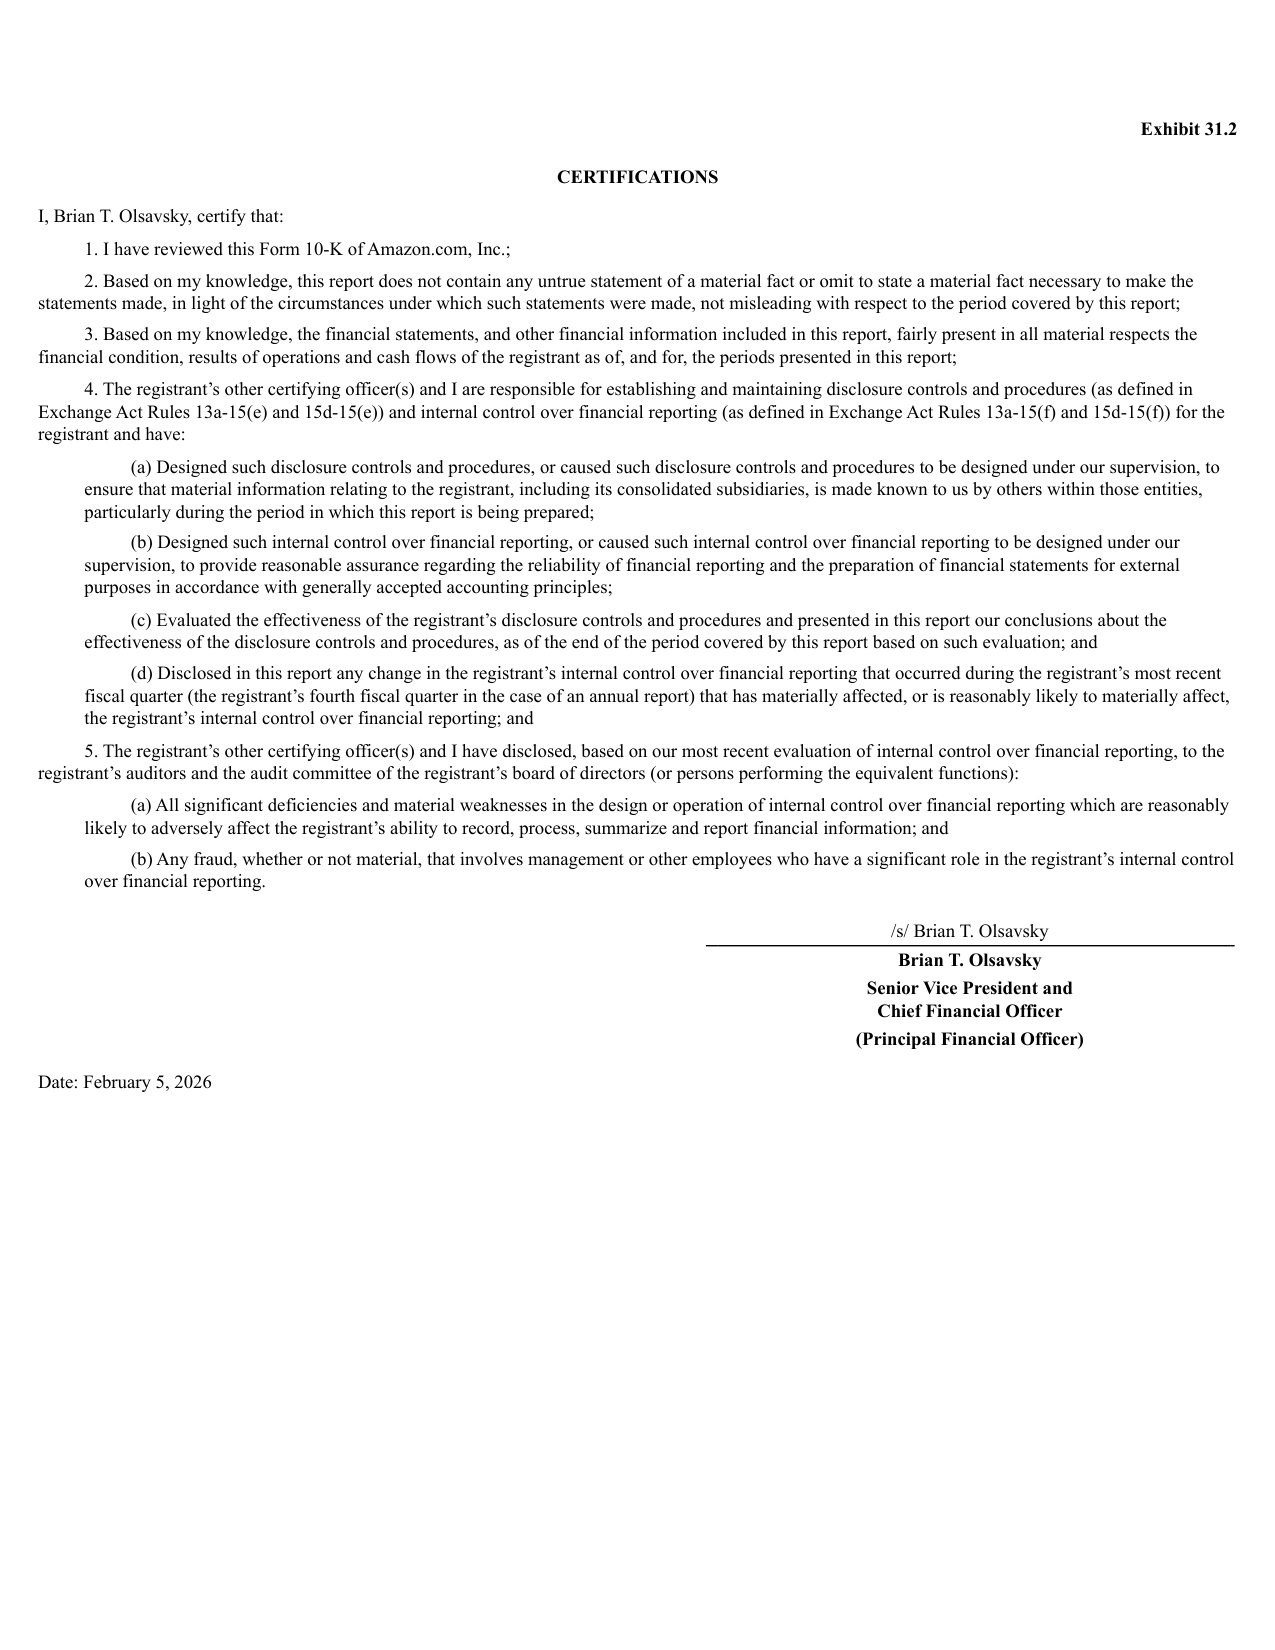 Exhibit 31.2
CERTIFICATIONS
I, Brian T. Olsavsky, certify that:
1. I have reviewed this Form 10-K of Amazon.com, Inc.;
2. Based on my knowledge, this report does not contain any untrue statement of a material fact or omit to state a material fact necessary to make the
statements made, in light of the circumstances under which such statements were made, not misleading with respect to the period covered by this report;
3. Based on my knowledge, the financial statements, and other financial information included in this report, fairly present in all material respects the
financial condition, results of operations and cash flows of the registrant as of, and for, the periods presented in this report;
4. The registrant’s other certifying officer(s) and I are responsible for establishing and maintaining disclosure controls and procedures (as defined in
Exchange Act Rules 13a-15(e) and 15d-15(e)) and internal control over financial reporting (as defined in Exchange Act Rules 13a-15(f) and 15d-15(f)) for the
registrant and have:
(a) Designed such disclosure controls and procedures, or caused such disclosure controls and procedures to be designed under our supervision, to
ensure that material information relating to the registrant, including its consolidated subsidiaries, is made known to us by others within those entities,
particularly during the period in which this report is being prepared;
(b) Designed such internal control over financial reporting, or caused such internal control over financial reporting to be designed under our
supervision, to provide reasonable assurance regarding the reliability of financial reporting and the preparation of financial statements for external
purposes in accordance with generally accepted accounting principles;
(c) Evaluated the effectiveness of the registrant’s disclosure controls and procedures and presented in this report our conclusions about the
effectiveness of the disclosure controls and procedures, as of the end of the period covered by this report based on such evaluation; and
(d) Disclosed in this report any change in the registrant’s internal control over financial reporting that occurred during the registrant’s most recent
fiscal quarter (the registrant’s fourth fiscal quarter in the case of an annual report) that has materially affected, or is reasonably likely to materially affect,
the registrant’s internal control over financial reporting; and
5. The registrant’s other certifying officer(s) and I have disclosed, based on our most recent evaluation of internal control over financial reporting, to the
registrant’s auditors and the audit committee of the registrant’s board of directors (or persons performing the equivalent functions):
(a) All significant deficiencies and material weaknesses in the design or operation of internal control over financial reporting which are reasonably
likely to adversely affect the registrant’s ability to record, process, summarize and report financial information; and
(b) Any fraud, whether or not material, that involves management or other employees who have a significant role in the registrant’s internal control
over financial reporting.
/s/ Brian T. Olsavsky
Brian T. Olsavsky
Senior Vice President and
Chief Financial Officer
(Principal Financial Officer)
Date: February 5, 2026